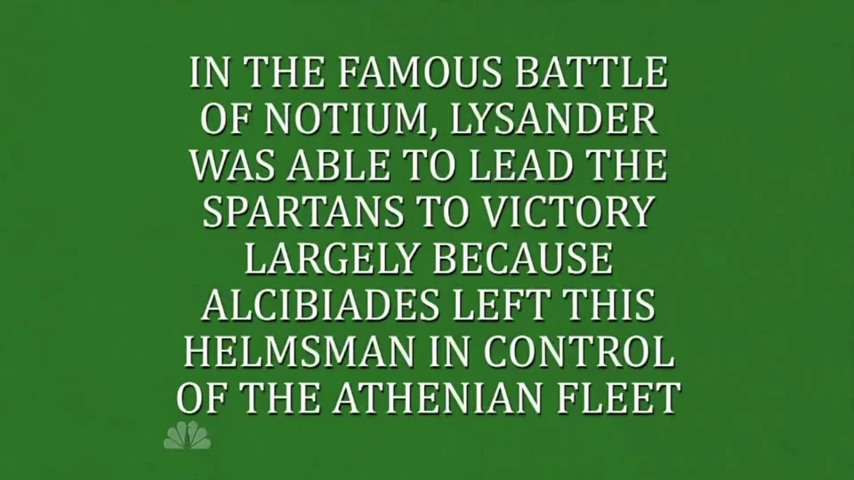 IN THE FAMOUS BATTLE
OF NOTIUM, LYSANDER
WAS ABLE TO LEAD THE
SPARTANS TO VICTORY
LARGELY BECAUSE
ALCIBIADES LEFT THIS
HELMSMAN IN CONTROL
OF THE ATHENIAN FLEET